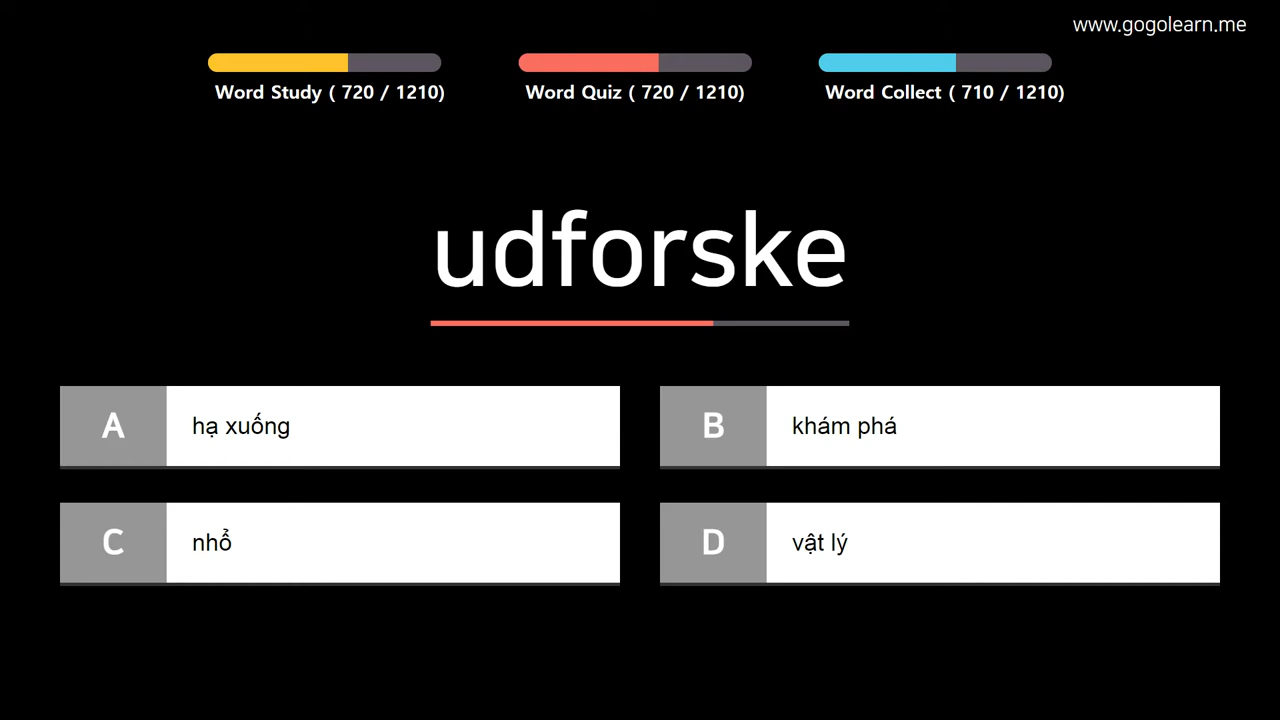 www.gogolearn.me
Word Study ( 720 / 1210)
Word Quiz ( 720 / 1210)
Word Collect ( 710 / 1210)
udforske
A
hạ xuống
B
khám phá
C
nhổ
D
vật lý